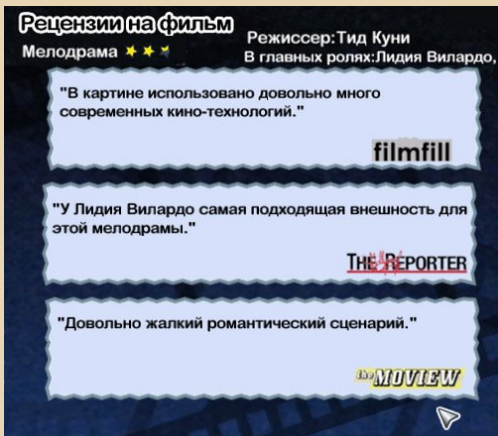 Рецензии на фильм
Мелодрама
Режиссер:Тид Куни
В главных ролях:Лидия Вилардо,
"В картине использовано довольно много
современных кино-технологий."
filmfill
"У Лидия Вилардо самая подходящая внешность для
этой мелодрамы."
THE REPORTER
"Довольно жалкий романтический сценарий."
the MOVIEW